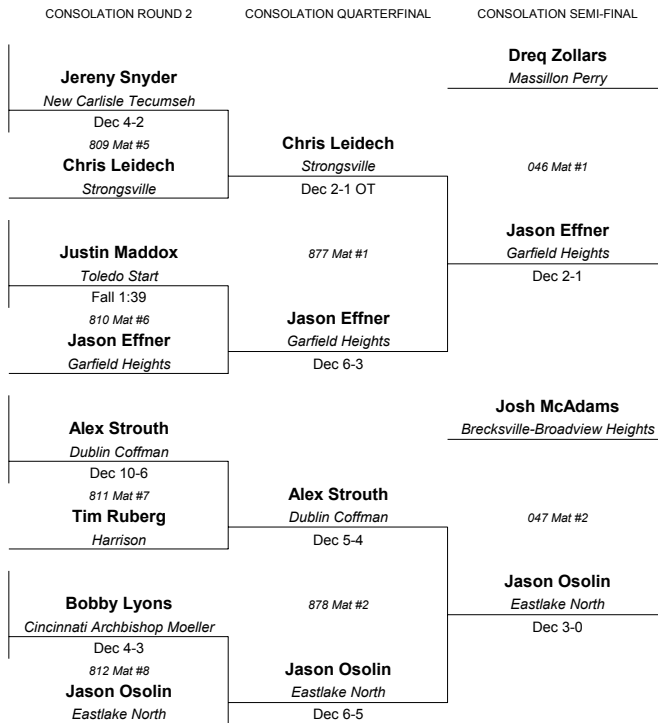 CONSOLATION ROUND 2
CONSOLATION QUARTERFINAL
CONSOLATION SEMI-FINAL
Jereny Snyder
New Carlisle Tecumseh
Dec 4-2
809 Mat #5
Chris Leidech
Strongsville
Justin Maddox
Toledo Start
Fall 1:39
810 Mat #6
Jason Effner
Garfield Heights
Alex Strouth
Dublin Coffman
Dec 10-6
811 Mat #7
Tim Ruberg
Harrison
Bobby Lyons
Cincinnati Archbishop Moeller
Dec 4-3
812 Mat #8
Jason Osolin
Eastlake North
Chris Leidech
Strongsville
Dec 2-1 OT
877 Mat #1
Jason Effner
Garfield Heights
Dec 6-3
Alex Strouth
Dublin Coffman
Dec 5-4
878 Mat #2
Jason Osolin
Eastlake North
Dec 6-5
Dreq Zollars
Massillon Perry
046 Mat #1
Jason Effner
Garfield Heights
Dec 2-1
Josh McAdams
Brecksville-Broadview Heights
047 Mat #2
Jason Osolin
Eastlake North
Dec 3-0